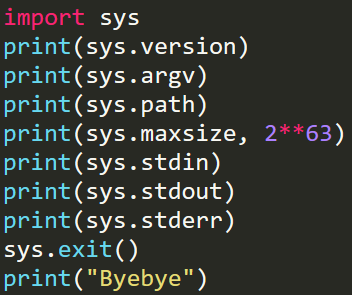 import sys
print(sys.version)
print(sys.argv)
print(sys.path)
print(sys.maxsize, 2**63)
print(sys.stdin)
print(sys.stdout)
print(sys.stderr)
sys.exit()
print("Byebye")